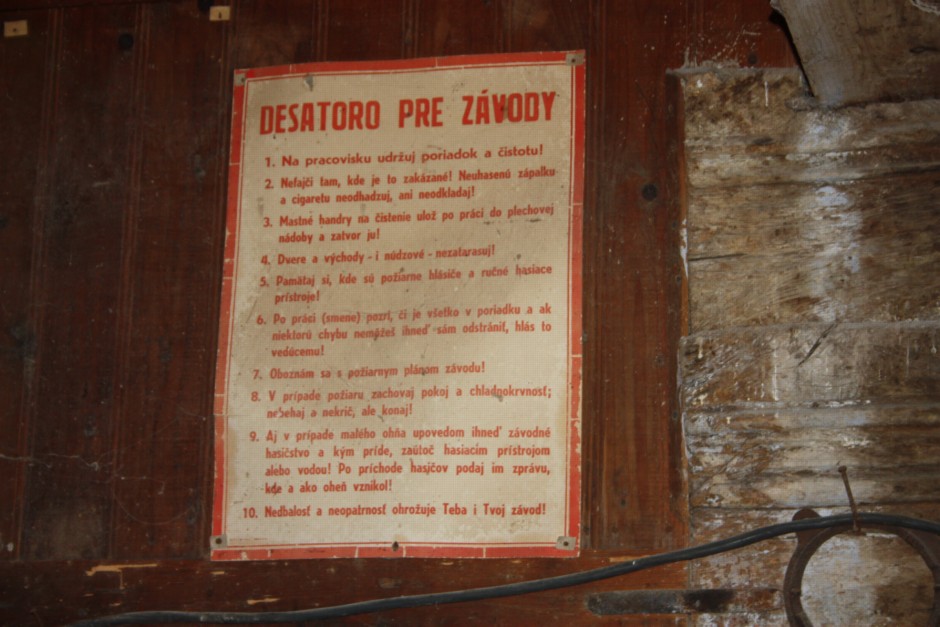 DESATORO PRE ZÁVODY
1. Na pracovisku udržuj poriadok a čistotu!
2. Nefajči tam, kde je to zakázané! Neuhasenú zápalku
a cigaretu neodhadzuj, ani neodkladaj!
3. Mastné handry na čistenie ulož po práci do plechovej
nádoby a zatvor ju!
4. Dvere a východy - i núdzové - nezatarasuj!
5. Pamätaj si, kde sú požiarne hlásiče a ručné hasiace
prístroje!
6. Po práci (smene) pozri, či je všetko v poriadku a ak
niektorú chybu nemôžeš ihneď sám odstrániť, hlás to
vedúcemu!
7. Oboznám sa s požiarnym plánom závodu!
8. V prípade požiaru zachovaj pokoj a chladnokrvnosť;
nebehaj a nekrič, ale konaj!
9. Aj v prípade malého ohňa upovedom ihneď závodné
hasičstvo a kým príde, zaútoč hasiacim prístrojom
alebo vodou! Po príchode hasičov podaj im zprávu,
kde a ako oheň vznikol!
10. Nedbalosť a neopatrnosť ohrožuje Teba i Tvoj závod!